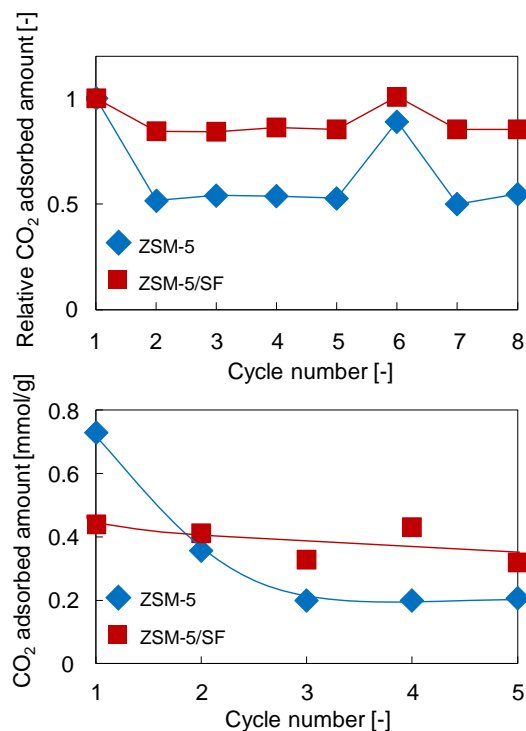 Relative CO₂ adsorbed amount [-]
1
0.5
0
ZSM-5
ZSM-5/SF
1 2 3 4 5 6 7 8
Cycle number [-]
CO₂ adsorbed amount [mmol/g]
0.8
0.6
0.4
0.2
0
ZSM-5
ZSM-5/SF
1 2 3 4 5
Cycle number [-]